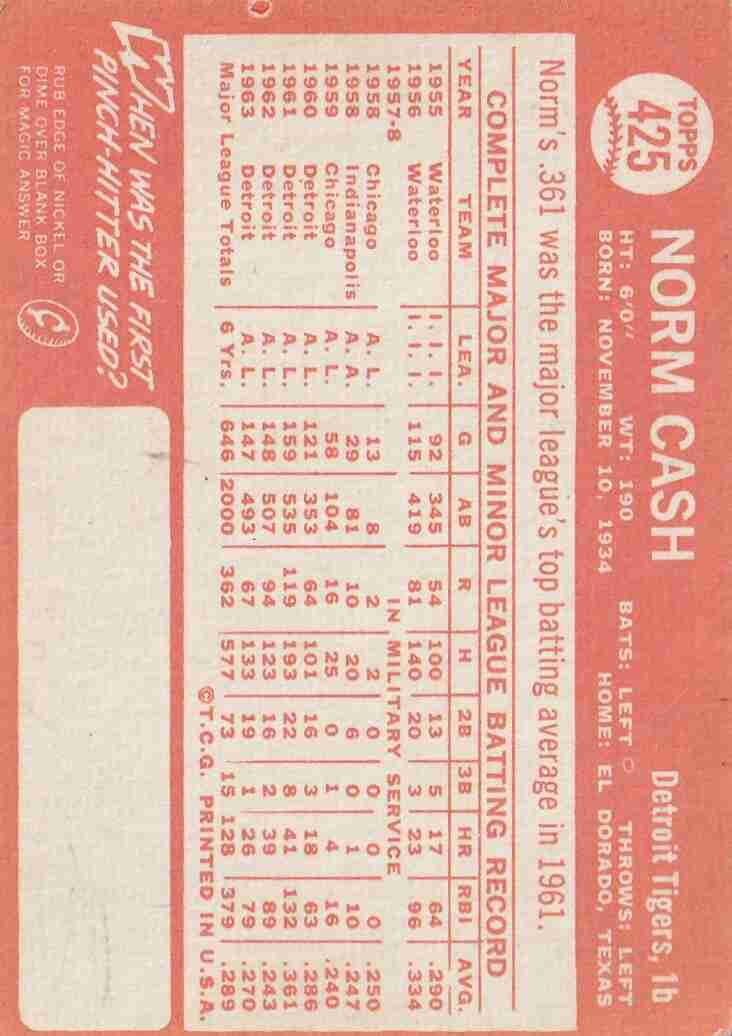 TOPPS
425
NORM CASH
Detroit Tigers, 1b
HT: 6'0" WT: 190 BATS: LEFT THROWS: LEFT
BORN: NOVEMBER 10, 1934 HOME: EL DORADO, TEXAS
Norm's .361 was the major league's top batting average in 1961.
COMPLETE MAJOR AND MINOR LEAGUE BATTING RECORD
YEAR TEAM LEA. G AB R H 2B 3B HR RBI AVG.
1955 Waterloo I. I. I. 92 345 54 100 13 5 17 64 .290
1956 Waterloo I. I. I. 115 419 81 140 20 3 23 96 .334
1957-8 IN MILITARY SERVICE
1958 Chicago A. L. 13 8 2 2 0 0 0 0 .250
1958 Indianapolis A. A. 29 81 10 20 6 0 1 10 .247
1959 Chicago A. L. 58 104 16 25 0 1 4 16 .240
1960 Detroit A. L. 121 353 64 101 16 3 18 63 .286
1961 Detroit A. L. 159 535 119 193 22 8 41 132 .361
1962 Detroit A. L. 148 507 94 123 16 2 39 89 .243
1963 Detroit A. L. 147 493 67 133 19 1 26 79 .270
Major League Totals 6 Yrs. 646 2000 362 577 73 15 128 379 .289
©T.C.G. PRINTED IN U.S.A.
WHEN WAS THE FIRST
PINCH-HITTER USED?
RUB EDGE OF NICKEL OR
DIME OVER BLANK BOX
FOR MAGIC ANSWER